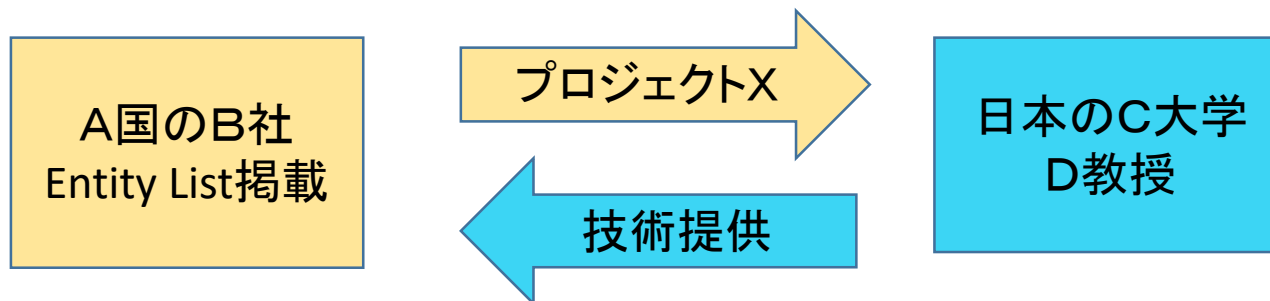 A国のB社
Entity List掲載
プロジェクトX
技術提供
日本のC大学
D教授